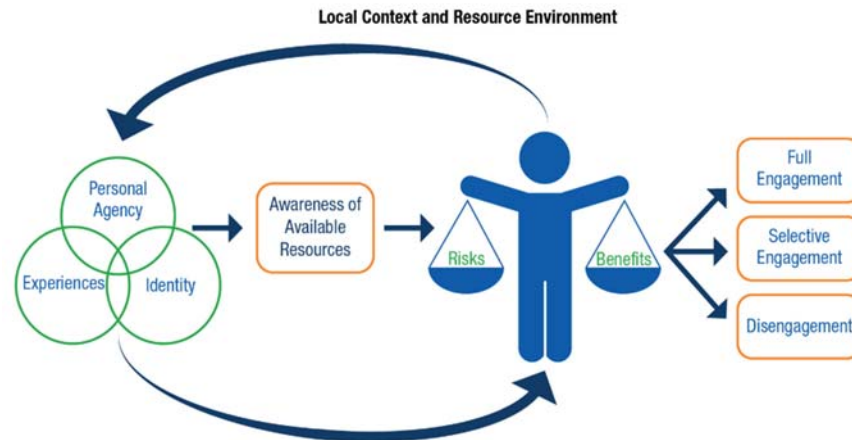 Local Context and Resource Environment
Personal
Agency
Experiences
Identity
Awareness of
Available
Resources
Risks
Benefits
Full
Engagement
Selective
Engagement
Disengagement